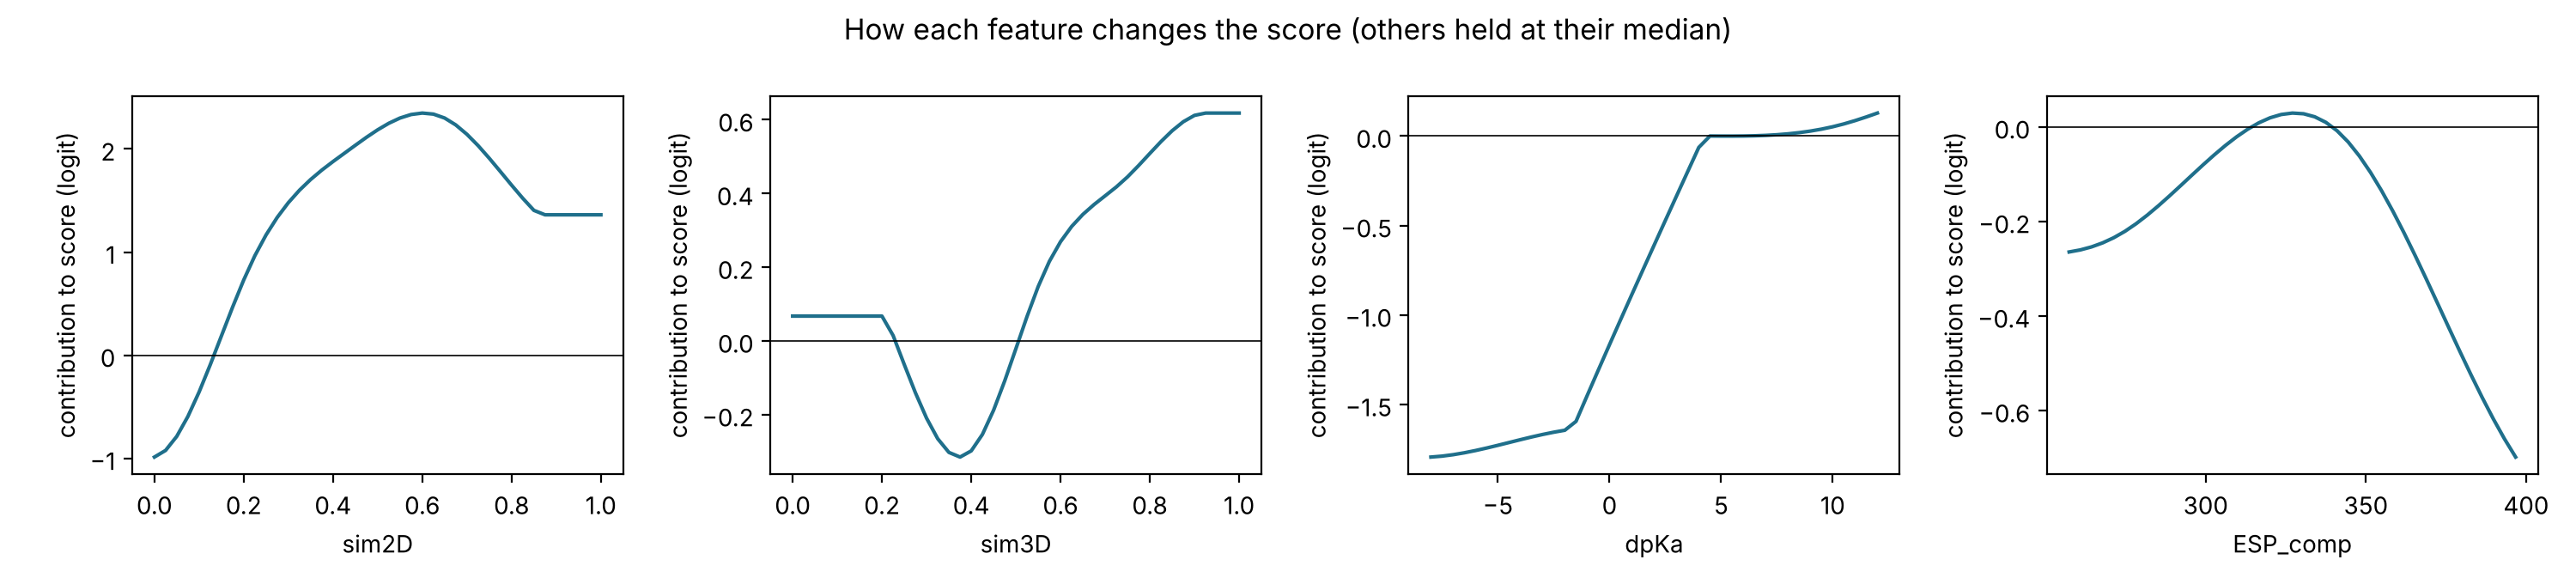 How each feature changes the score (others held at their median)
contribution to score (logit)
2
1
0
−1
0.0 0.2 0.4 0.6 0.8 1.0
sim2D
contribution to score (logit)
0.6
0.4
0.2
0.0
−0.2
0.0 0.2 0.4 0.6 0.8 1.0
sim3D
contribution to score (logit)
0.0
−0.5
−1.0
−1.5
−5 0 5 10
dpKa
contribution to score (logit)
0.0
−0.2
−0.4
−0.6
300 350 400
ESP_comp